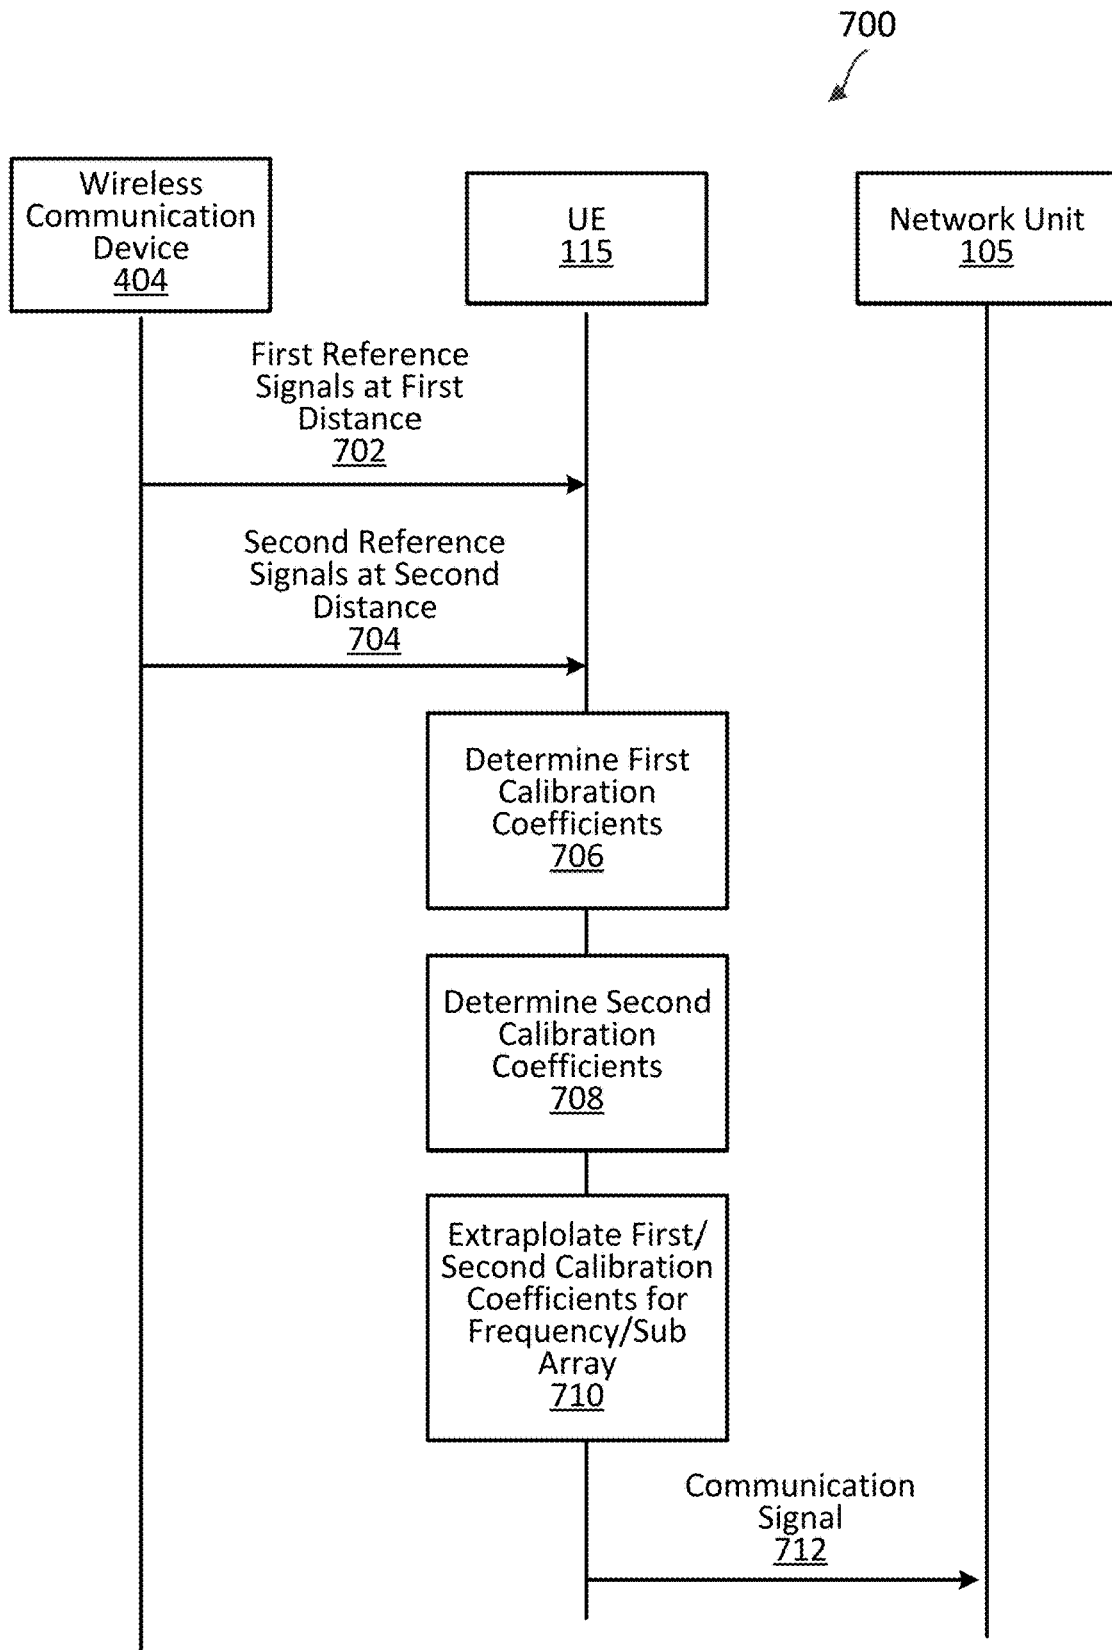 700
Wireless
Communication
Device
404
UE
115
Network Unit
105
First Reference
Signals at First
Distance
702
Second Reference
Signals at Second
Distance
704
Determine First
Calibration
Coefficients
706
Determine Second
Calibration
Coefficients
708
Extraplolate First/
Second Calibration
Coefficients for
Frequency/Sub
Array
710
Communication
Signal
712